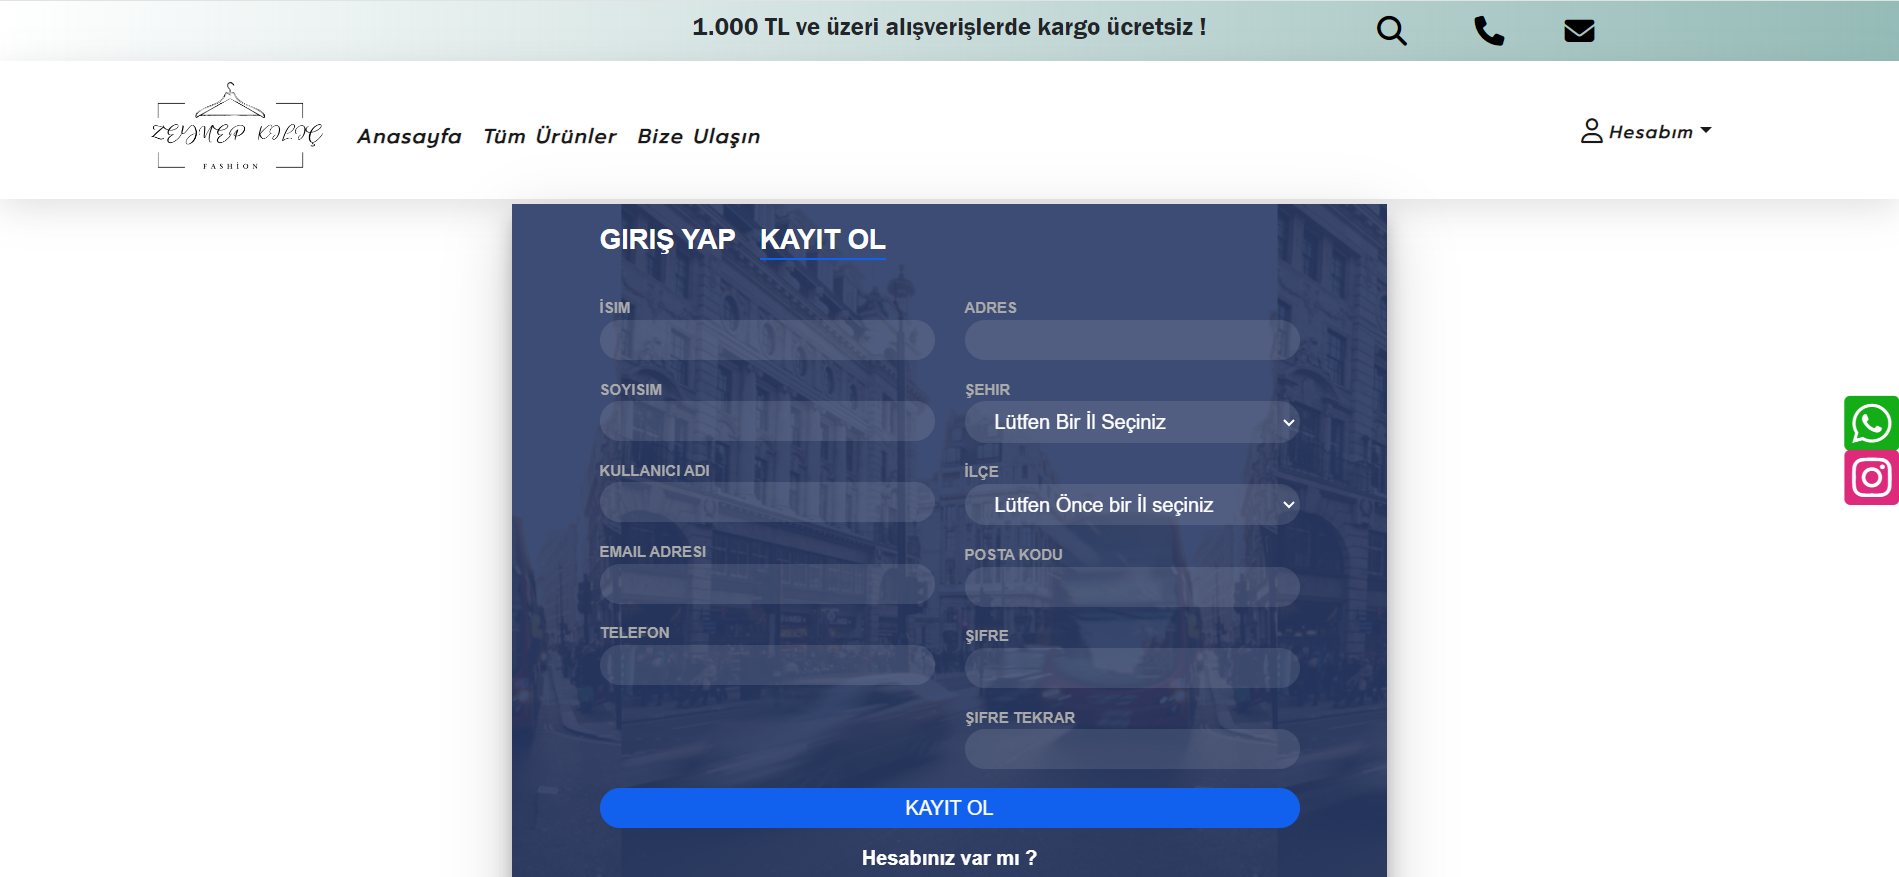 1.000 TL ve üzeri alışverişlerde kargo ücretsiz !
ZEYNEP KILIÇ
FASHİON
Anasayfa Tüm Ürünler Bize Ulaşın
Hesabım
GIRIŞ YAP KAYIT OL
İSIM
SOYISIM
KULLANICI ADI
EMAIL ADRESI
TELEFON
ADRES
ŞEHIR
Lütfen Bir İl Seçiniz
İLÇE
Lütfen Önce bir İl seçiniz
POSTA KODU
ŞIFRE
ŞIFRE TEKRAR
KAYIT OL
Hesabınız var mı ?